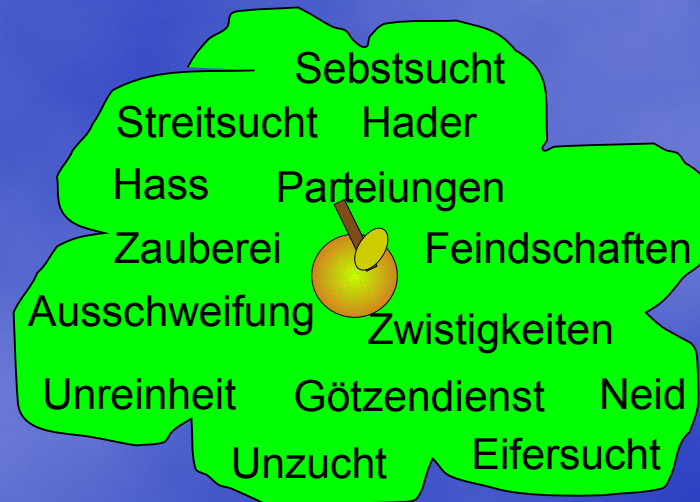 Sebstsucht
Streitsucht Hader
Hass Parteiungen
Zauberei Feindschaften
Ausschweifung Zwistigkeiten
Unreinheit Götzendienst Neid
Unzucht Eifersucht